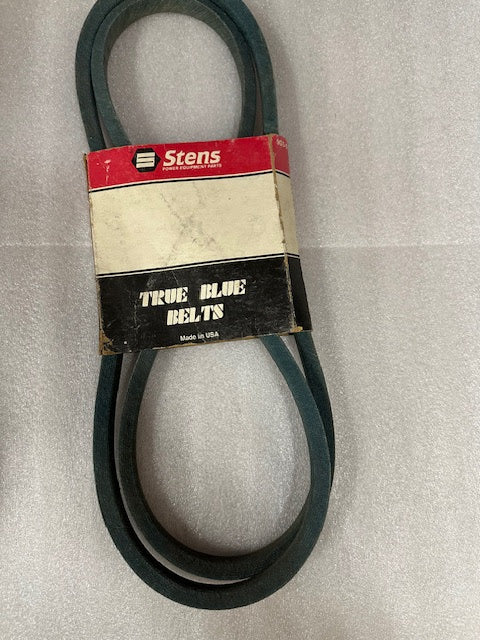 Stens
POWER EQUIPMENT PARTS
TRUE BLUE
BELTS
Made in USA